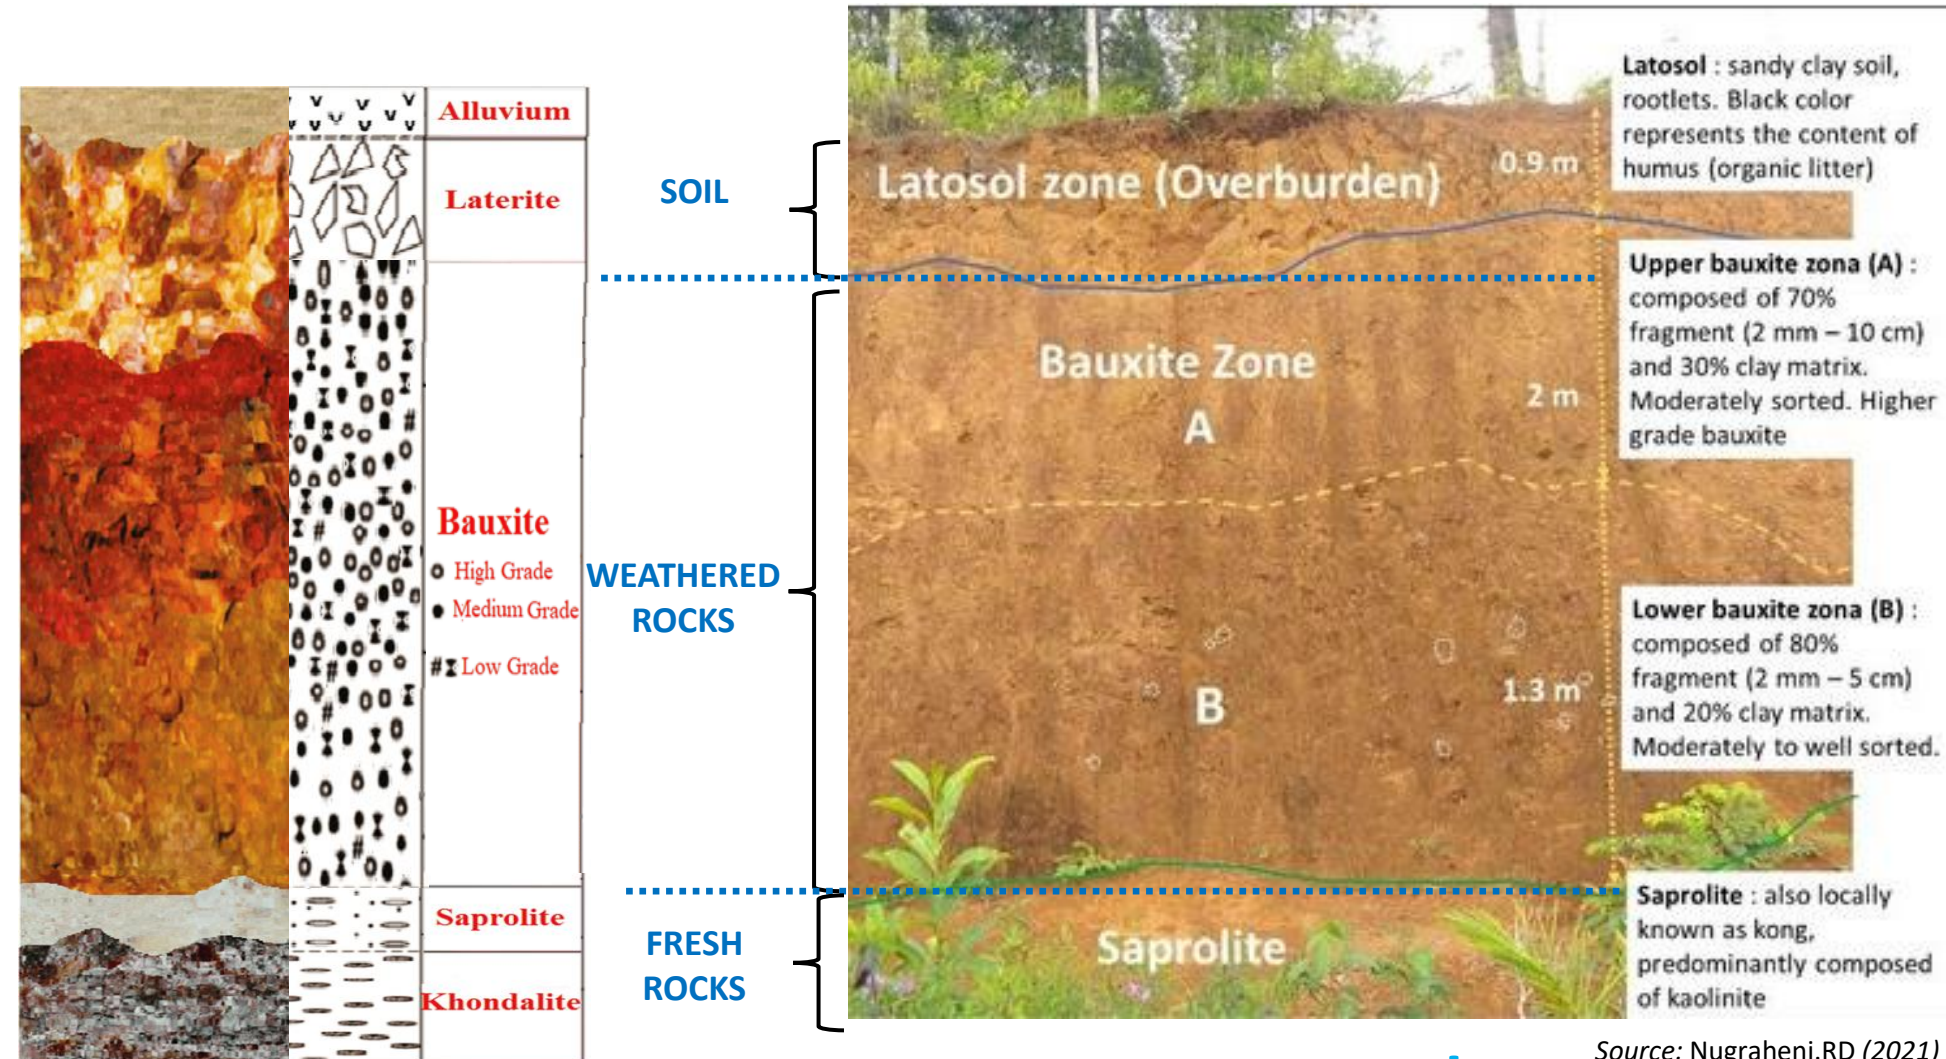 Alluvium
Laterite
Bauxite
High Grade
Medium Grade
# Low Grade
Saprolite
Khondalite
SOIL
WEATHERED
ROCKS
FRESH
ROCKS
Latosol zone (Overburden)
0.9 m
Bauxite Zone
A
2 m
B
1.3 m
Saprolite
Latosol : sandy clay soil,
rootlets. Black color
represents the content of
humus (organic litter)
Upper bauxite zona (A) :
composed of 70%
fragment (2 mm – 10 cm)
and 30% clay matrix.
Moderately sorted. Higher
grade bauxite
Lower bauxite zona (B) :
composed of 80%
fragment (2 mm – 5 cm)
and 20% clay matrix.
Moderately to well sorted.
Saprolite : also locally
known as kong,
predominantly composed
of kaolinite
Source: Nugraheni.RD (2021)